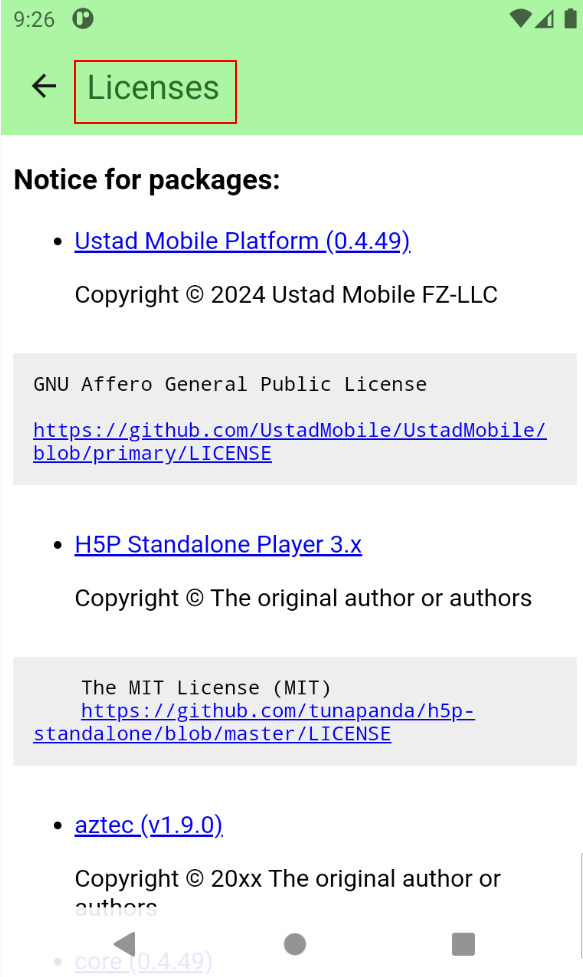 9:26
Licenses
Notice for packages:
• Ustad Mobile Platform (0.4.49)
Copyright © 2024 Ustad Mobile FZ-LLC
GNU Affero General Public License
https://github.com/UstadMobile/UstadMobile/
blob/primary/LICENSE
• H5P Standalone Player 3.x
Copyright © The original author or authors
The MIT License (MIT)
https://github.com/tunapanda/h5p-
standalone/blob/master/LICENSE
• aztec (v1.9.0)
Copyright © 20xx The original author or
authors
• core (0.4.49)